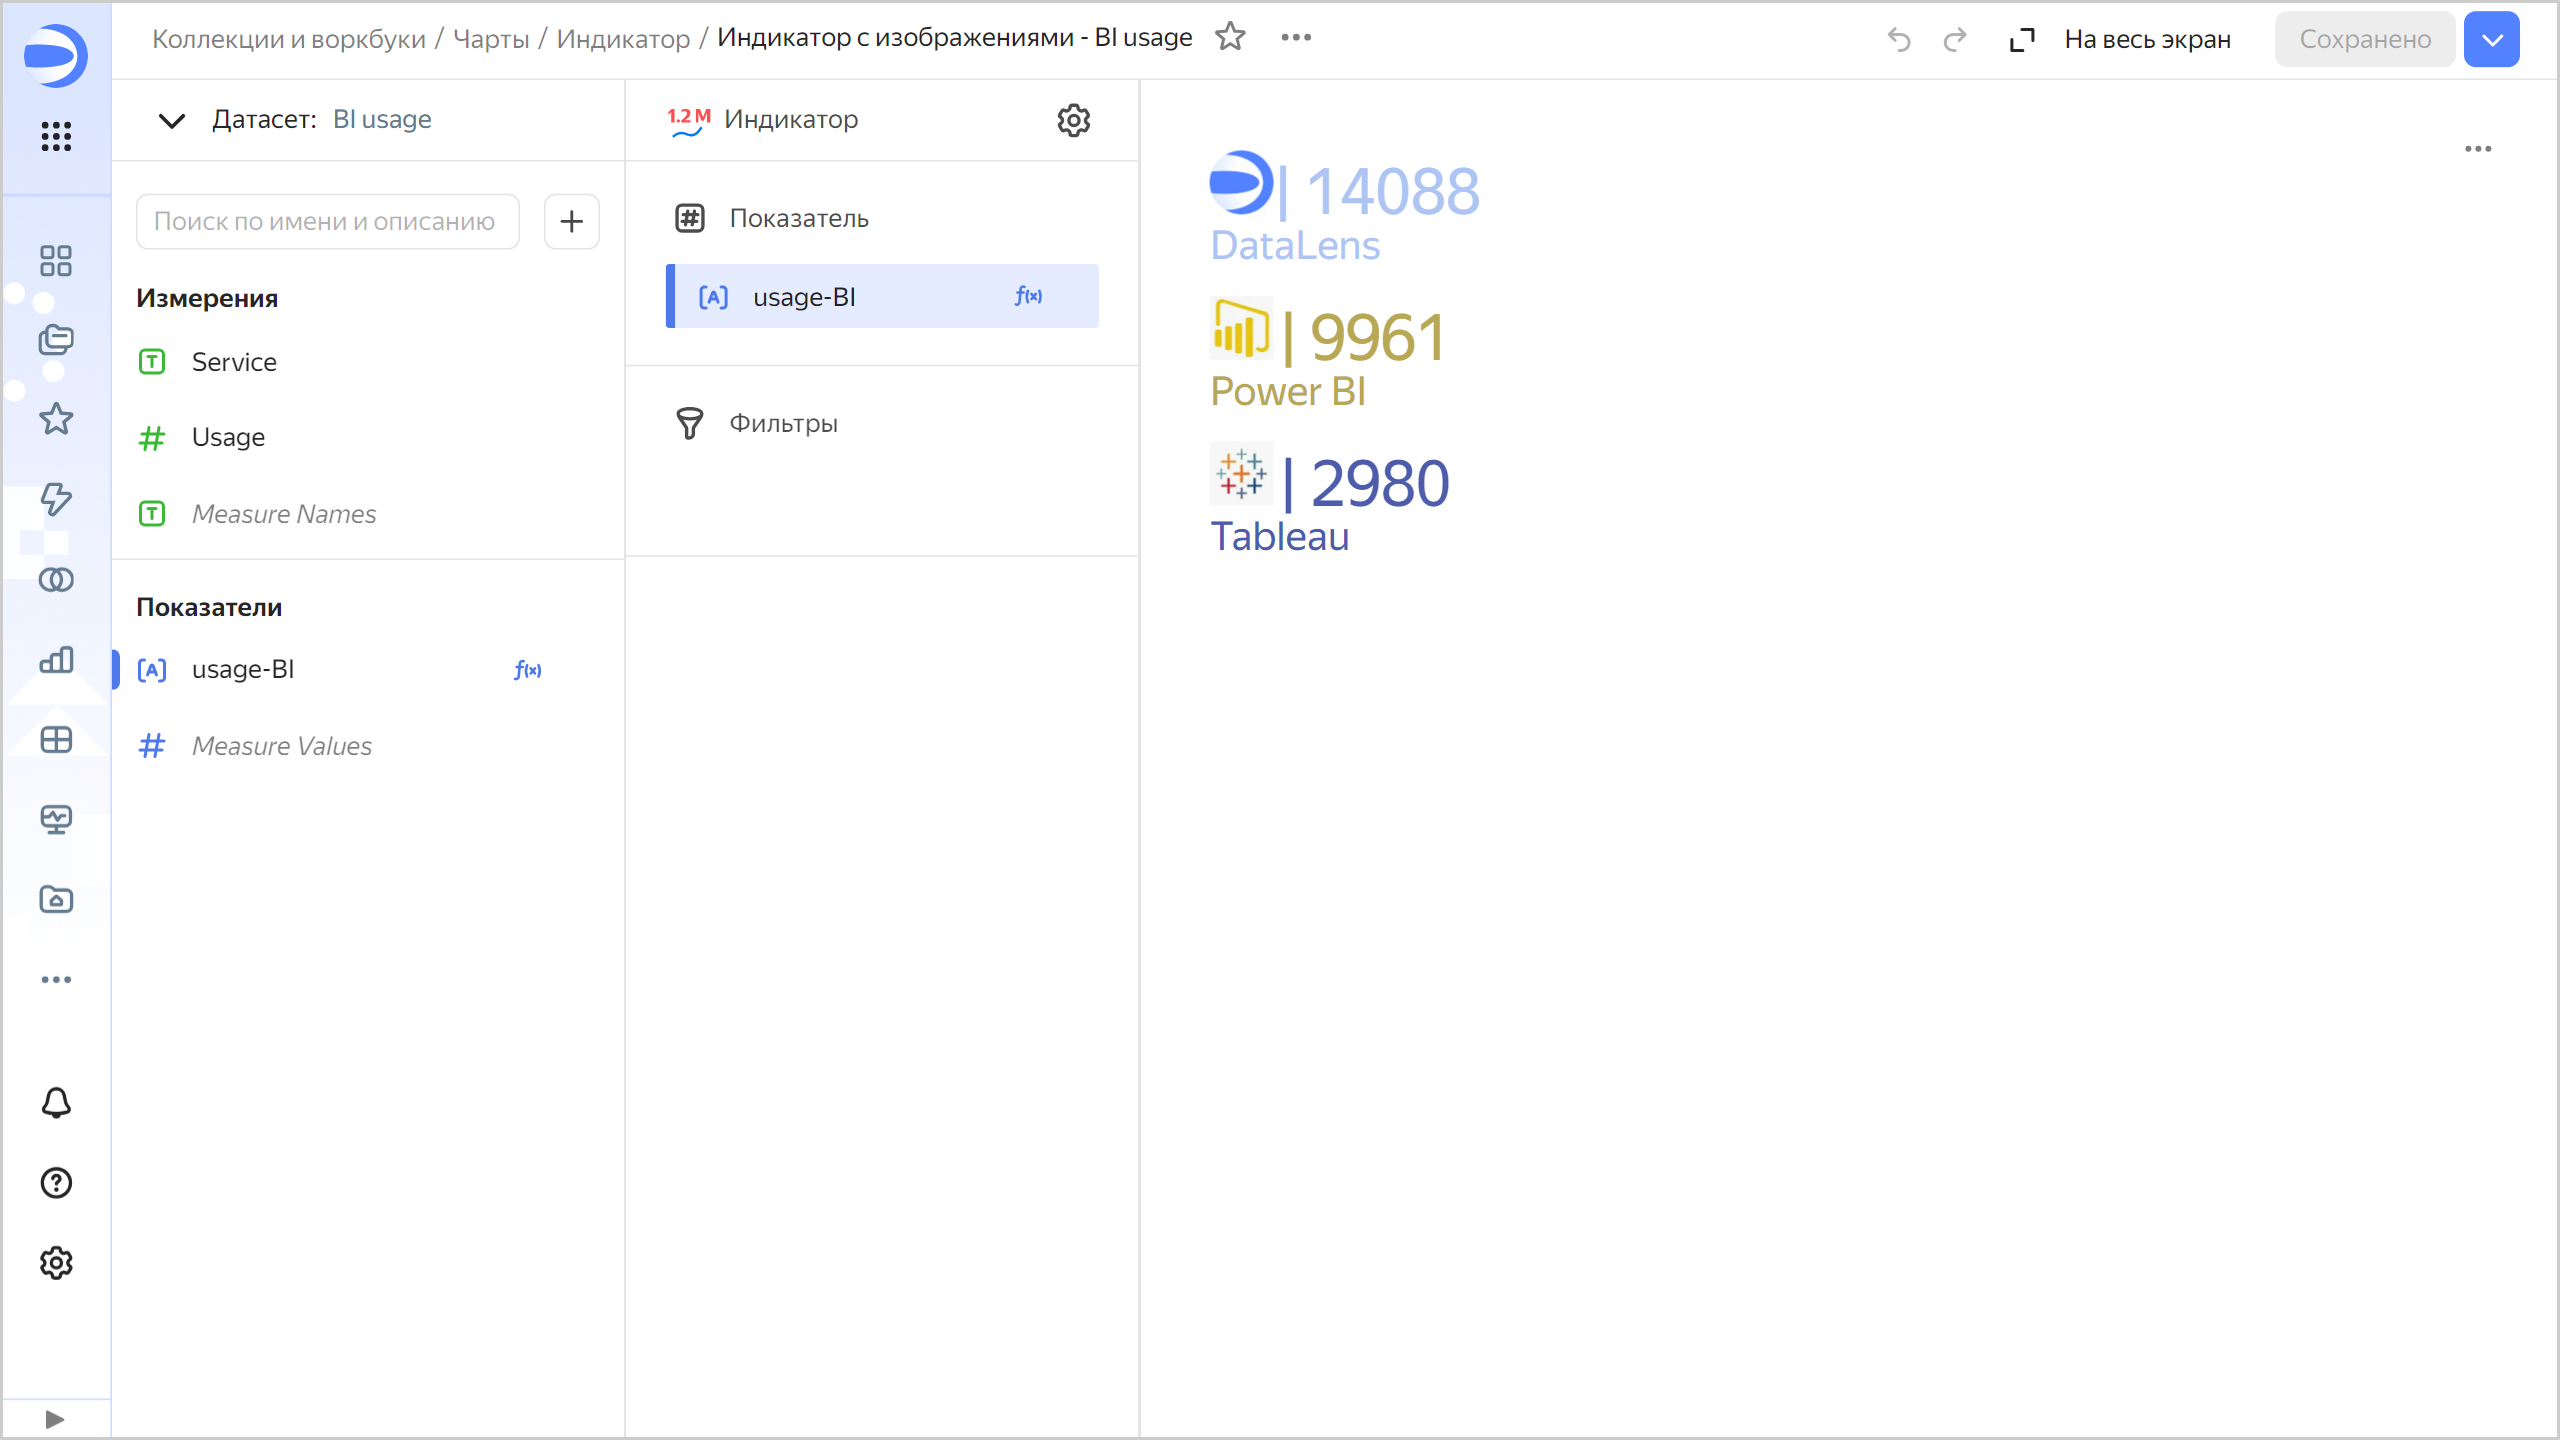 Коллекции и воркбуки / Чарты / Индикатор / Индикатор с изображениями - BI usage
На весь экран
Сохранено
Датасет: BI usage
1.2 M Индикатор
Поиск по имени и описанию
Измерения
T Service
# Usage
T Measure Names
Показатели
[A] usage-BI f(x)
# Measure Values
# Показатель
[A] usage-BI f(x)
Фильтры
| 14088
DataLens
| 9961
Power BI
| 2980
Tableau